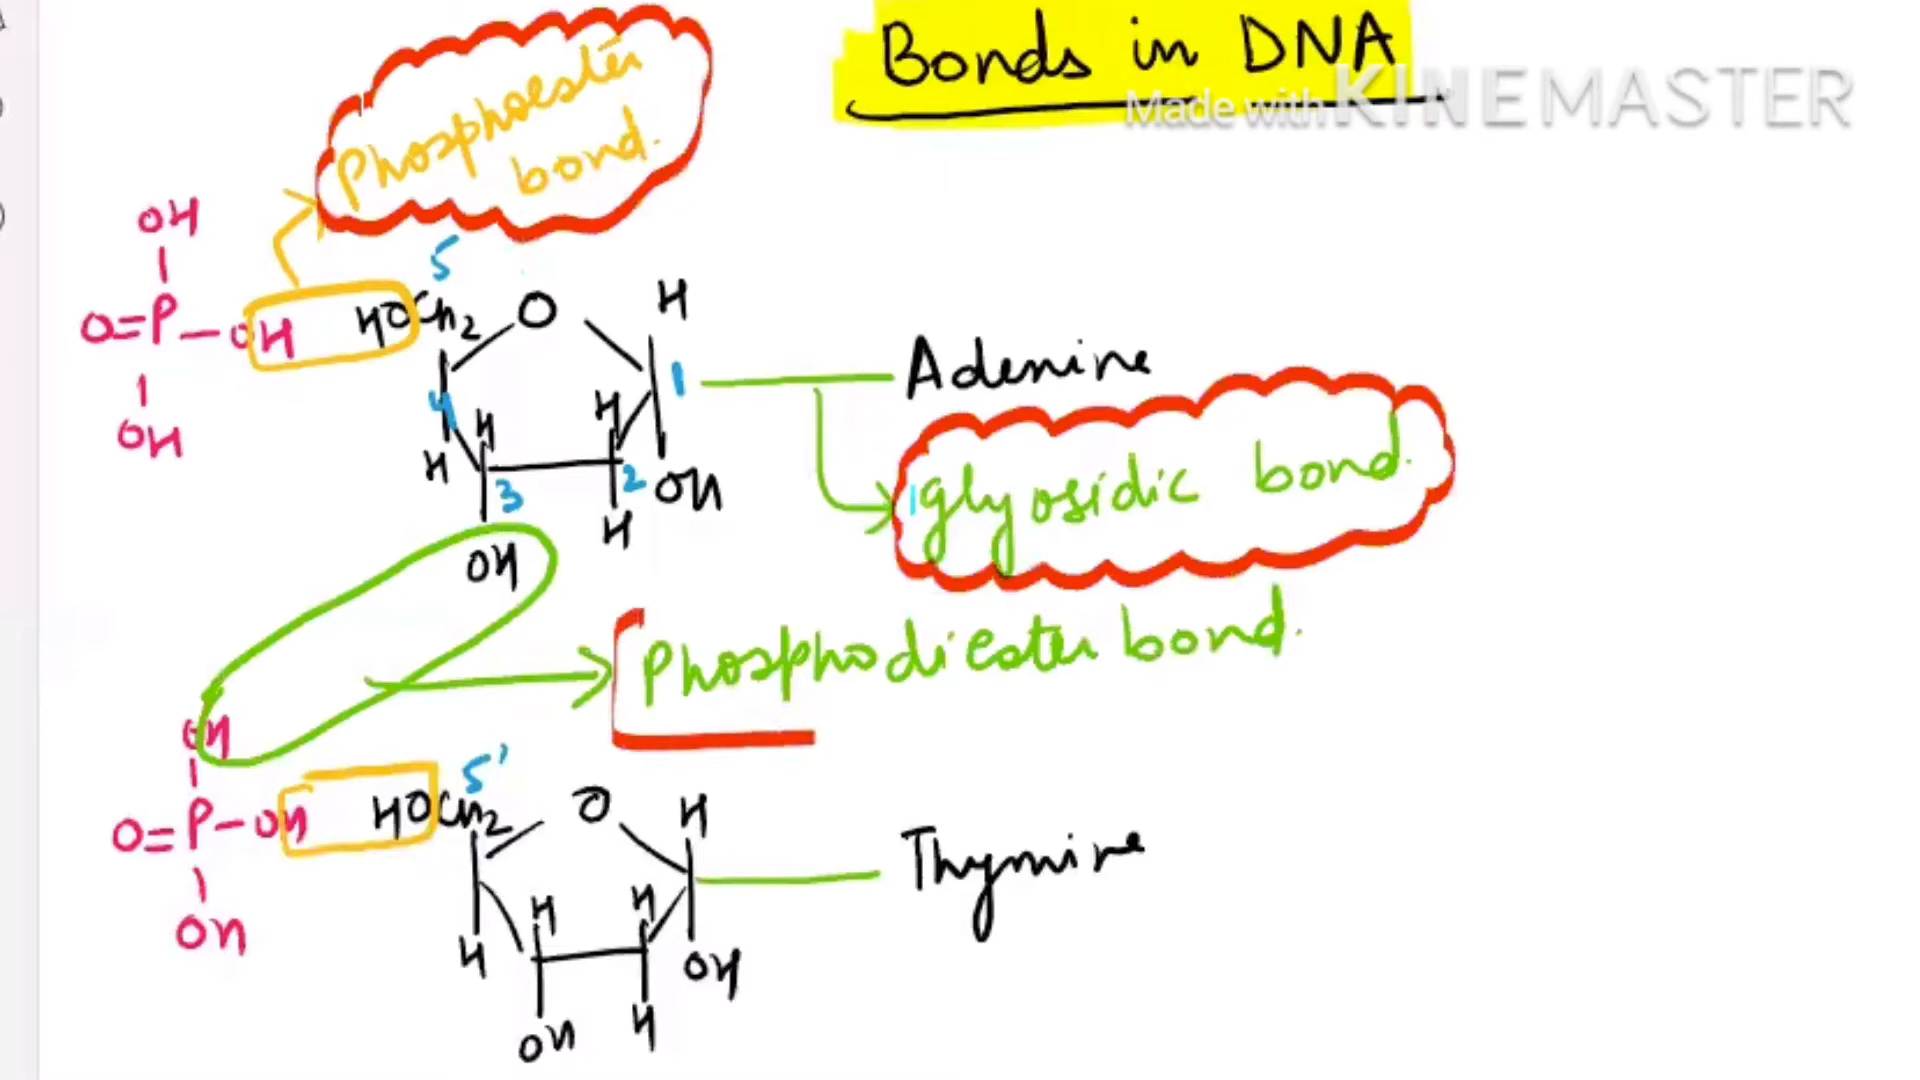 Bonds in DNA
Made with KINEMASTER
Phosphoester
bond.
OH
5
O=P-OH HOCH2 O H
OH
4 H H 1 Adenine
H 3 2 OH
OH H
glyosidic bond.
Phosphodiester bond.
OH
5'
O=P-OH HOCH2 O H
OH
H H H Thymine
OH
OH H